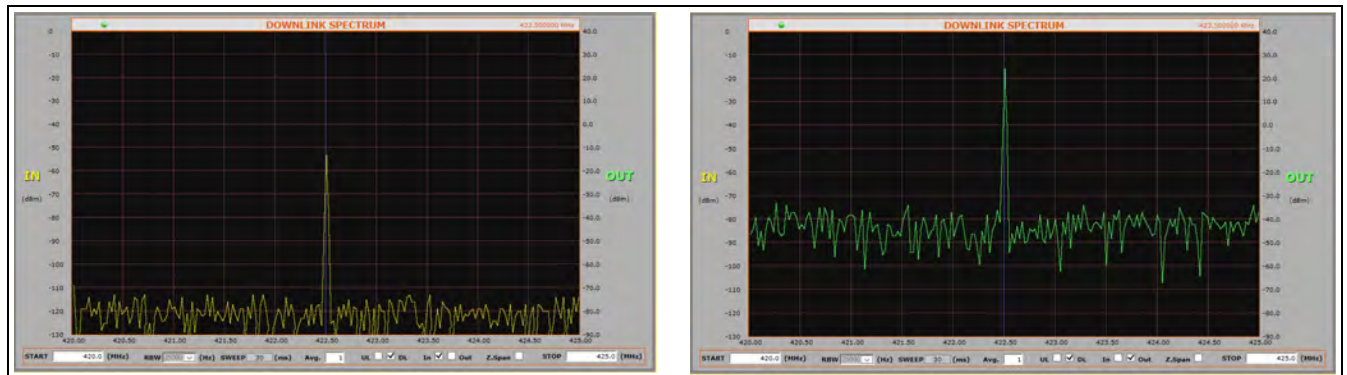 DOWNLINK SPECTRUM 422.500000 MHz
0 40.0
-10 30.0
-20 20.0
-30 10.0
-40 0.0
-50 -10.0
IN -60 -20.0 OUT
(dBm) -70 -30.0 (dBm)
-80 -40.0
-90 -50.0
-100 -60.0
-110 -70.0
-120 -80.0
-130 -90.0
420.00 420.50 421.00 421.50 422.00 422.50 423.00 423.50 424.00 424.50 425.00
START 420.0 (MHz) RBW (Hz) SWEEP 30 (ms) Avg. 1 UL DL In Out Z.Span STOP 425.0 (MHz)
DOWNLINK SPECTRUM 422.500000 MHz
0 40.0
-10 30.0
-20 20.0
-30 10.0
-40 0.0
-50 -10.0
IN -60 -20.0 OUT
(dBm) -70 -30.0 (dBm)
-80 -40.0
-90 -50.0
-100 -60.0
-110 -70.0
-120 -80.0
-130 -90.0
420.00 420.50 421.00 421.50 422.00 422.50 423.00 423.50 424.00 424.50 425.00
START 420.0 (MHz) RBW (Hz) SWEEP 30 (ms) Avg. 1 UL DL In Out Z.Span STOP 425.0 (MHz)